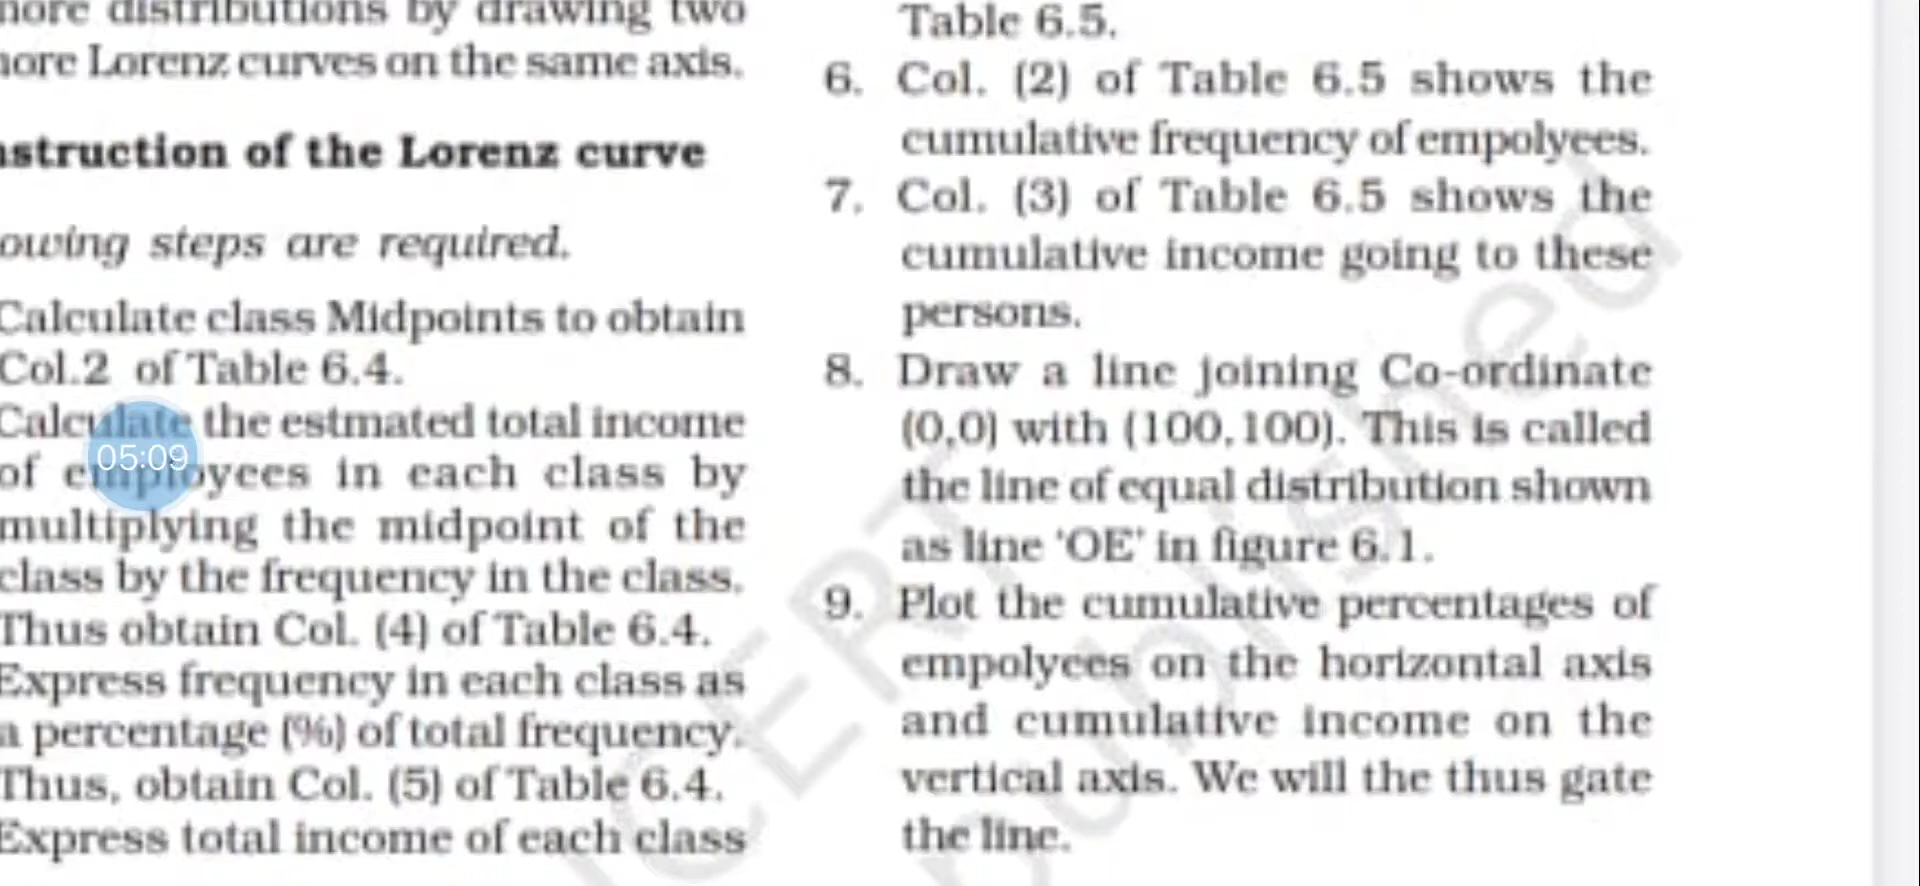 more distributions by drawing two
more Lorenz curves on the same axis.
nstruction of the Lorenz curve
owing steps are required.
Calculate class Midpoints to obtain
Col.2 of Table 6.4.
Calculate the estmated total income
of employees in each class by
multiplying the midpoint of the
class by the frequency in the class.
Thus obtain Col. (4) of Table 6.4.
Express frequency in each class as
a percentage (%) of total frequency.
Thus, obtain Col. (5) of Table 6.4.
Express total income of each class
05:09
Table 6.5.
6. Col. (2) of Table 6.5 shows the
cumulative frequency of empolyees.
7. Col. (3) of Table 6.5 shows the
cumulative income going to these
persons.
8. Draw a line joining Co-ordinate
(0,0) with (100,100). This is called
the line of equal distribution shown
as line 'OE' in figure 6.1.
9. Plot the cumulative percentages of
empolyees on the horizontal axis
and cumulative income on the
vertical axis. We will the thus gate
the line.